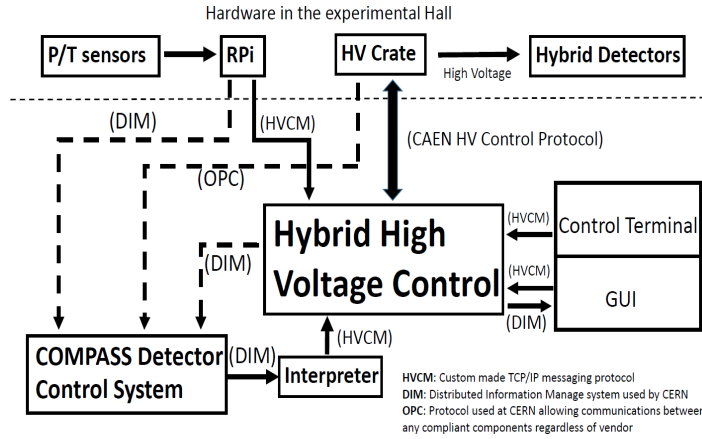 Hardware in the experimental Hall
P/T sensors
RPi
HV Crate
High Voltage
Hybrid Detectors
(DIM)
(HVCM)
(CAEN HV Control Protocol)
(OPC)
Hybrid High
Voltage Control
(HVCM)
Control Terminal
(DIM)
(HVCM)
GUI
(DIM)
(HVCM)
COMPASS Detector
Control System
(DIM)
Interpreter
HVCM: Custom made TCP/IP messaging protocol
DIM: Distributed Information Manage system used by CERN
OPC: Protocol used at CERN allowing communications between
any compliant components regardless of vendor